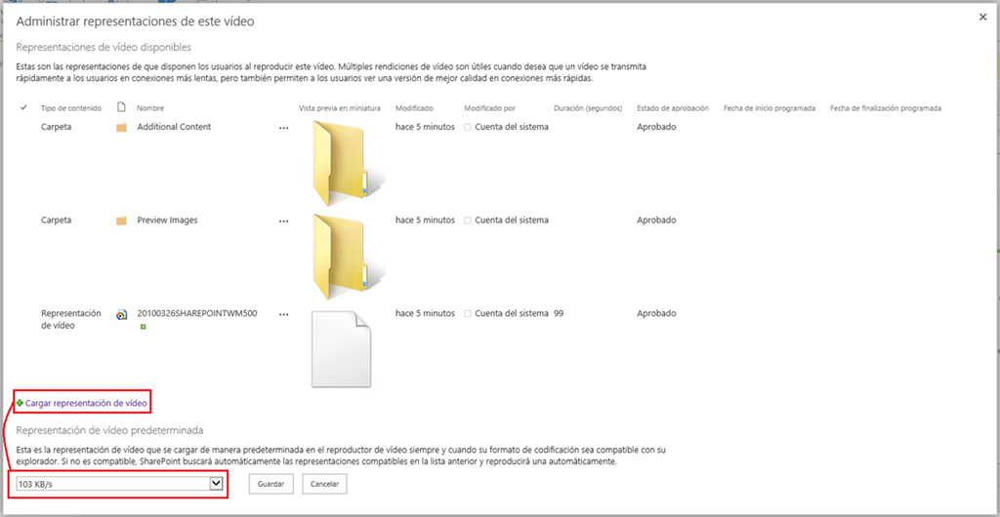 Administrar representaciones de este vídeo
Representaciones de vídeo disponibles
Estas son las representaciones de que disponen los usuarios al reproducir este vídeo. Múltiples rendiciones de vídeo son útiles cuando desea que un vídeo se transmita
rápidamente a los usuarios en conexiones más lentas, pero también permiten a los usuarios ver una versión de mejor calidad en conexiones más rápidas.
Tipo de contenido Nombre Vista previa en miniatura Modificado Modificado por Duración (segundos) Estado de aprobación Fecha de inicio programada Fecha de finalización programada
Carpeta Additional Content ... hace 5 minutos Cuenta del sistema Aprobado
Carpeta Preview Images ... hace 5 minutos Cuenta del sistema Aprobado
Representación 20100326SHAREPOINTWM500 ... hace 5 minutos Cuenta del sistema 99 Aprobado
de vídeo
Cargar representación de vídeo
Representación de vídeo predeterminada
Esta es la representación de vídeo que se cargar de manera predeterminada en el reproductor de vídeo siempre y cuando su formato de codificación sea compatible con su
explorador. Si no es compatible, SharePoint buscará automáticamente las representaciones compatibles en la lista anterior y reproducirá una automáticamente.
103 KB/s Guardar Cancelar